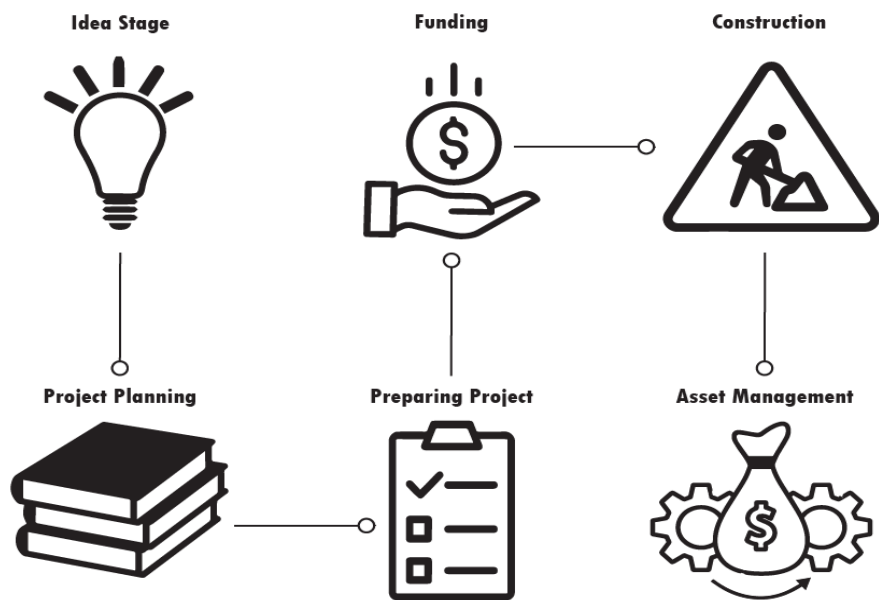 Idea Stage
Funding
Construction
$
Project Planning
Preparing Project
Asset Management
$